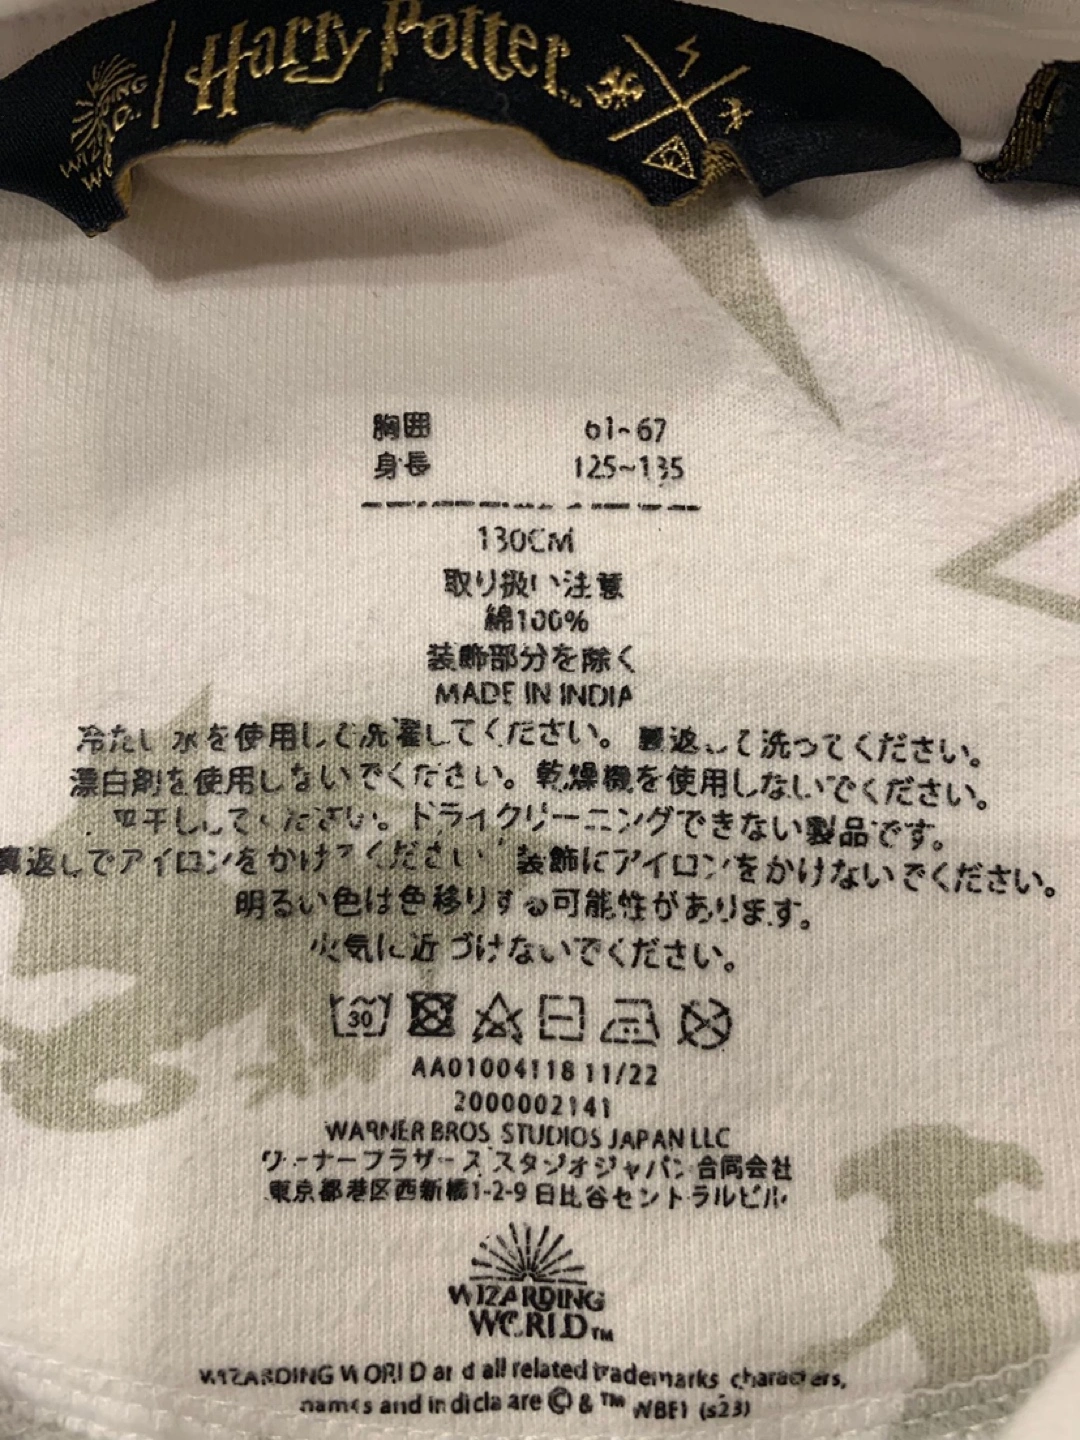 WIZARDING WORLD | Harry Potter™
胸囲 61~67
身長 125~135
130CM
取り扱い注意
綿100%
装飾部分を除く
MADE IN INDIA
冷たい水を使用して洗濯してください。裏返して洗ってください。
漂白剤を使用しないでください。乾燥機を使用しないでください。
平干ししてください。ドライクリーニングできない製品です。
裏返しでアイロンをかけてください 装飾にアイロンをかけないでください。
明るい色は色移りする可能性があります。
火気に近づけないでください。
30
AA01004118 11/22
2000002141
WARNER BROS. STUDIOS JAPAN LLC
ワーナーブラザース スタジオジャパン合同会社
東京都港区西新橋1-2-9 日比谷セントラルビル
WIZARDING
WORLD™
WIZARDING WORLD and all related trademarks, characters,
names and indicia are © & ™ WBEI (s23)